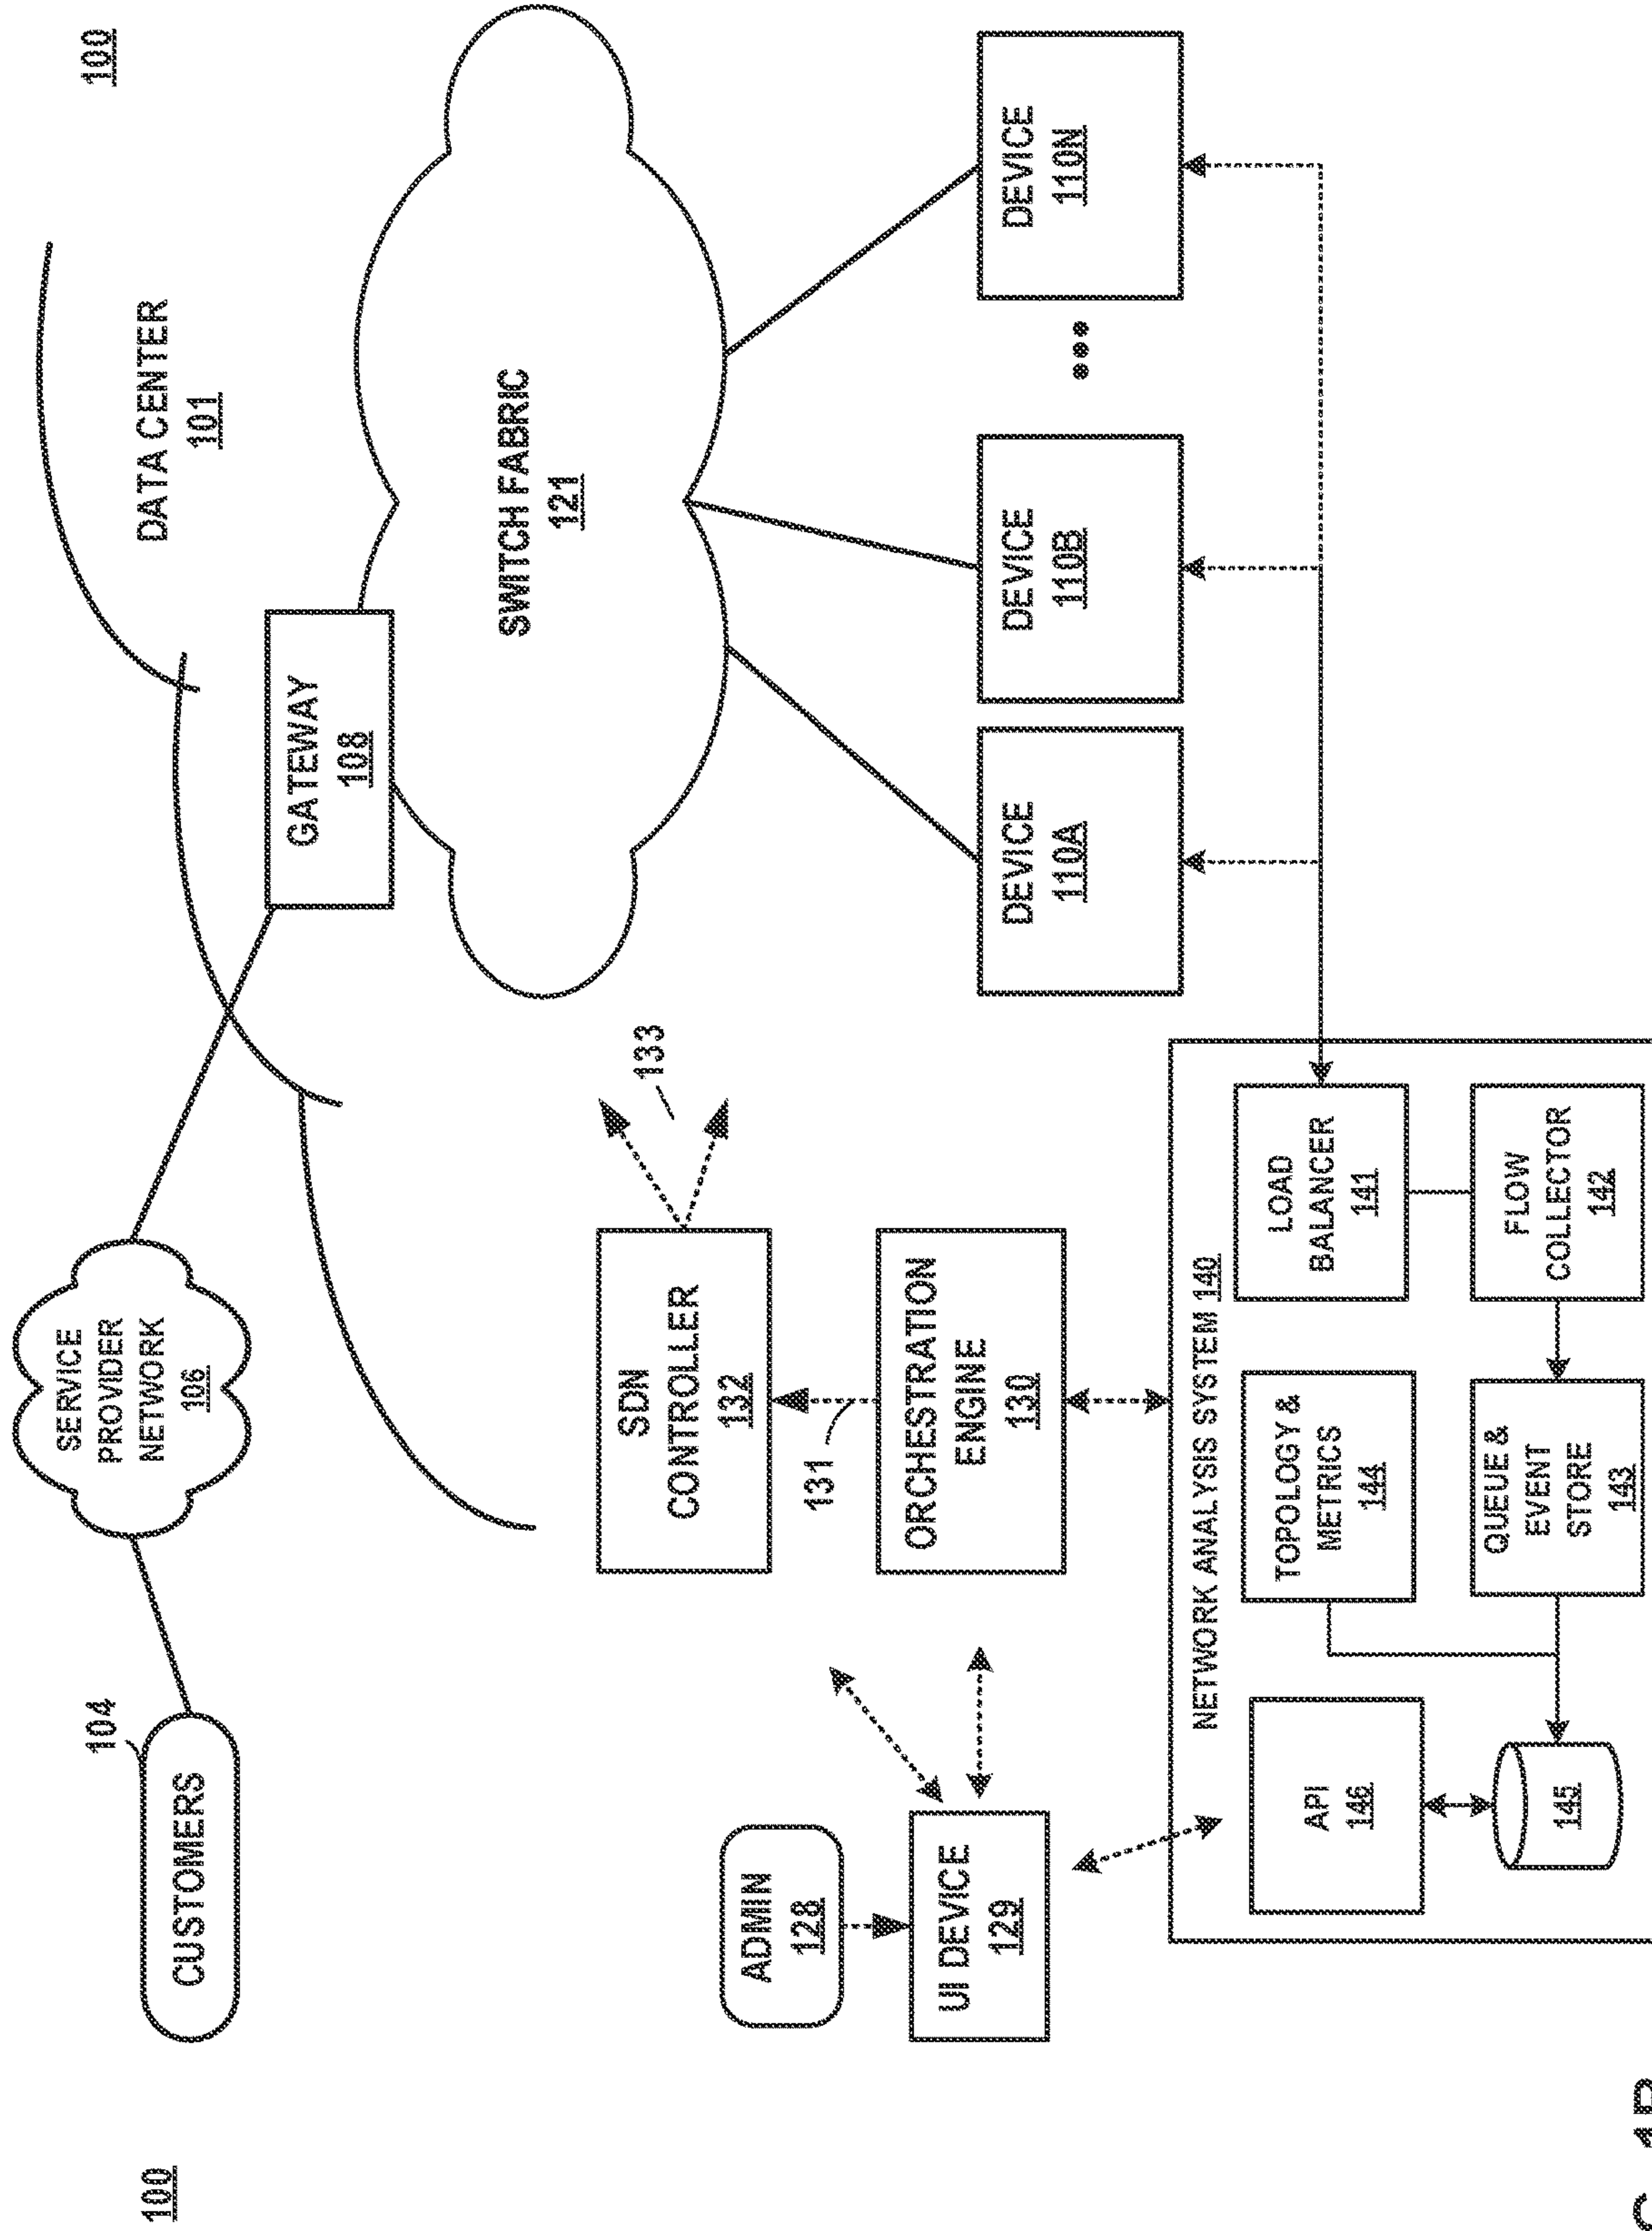 100
100
CUSTOMERS
104
SERVICE
PROVIDER
NETWORK
106
DATA CENTER
101
GATEWAY
108
SWITCH FABRIC
121
SDN
CONTROLLER
132
133
131
ORCHESTRATION
ENGINE
130
ADMIN
128
UI DEVICE
129
DEVICE
110A
DEVICE
110B
DEVICE
110N
NETWORK ANALYSIS SYSTEM 140
API
146
TOPOLOGY &
METRICS
144
LOAD
BALANCER
141
145
QUEUE &
EVENT
STORE
143
FLOW
COLLECTOR
142